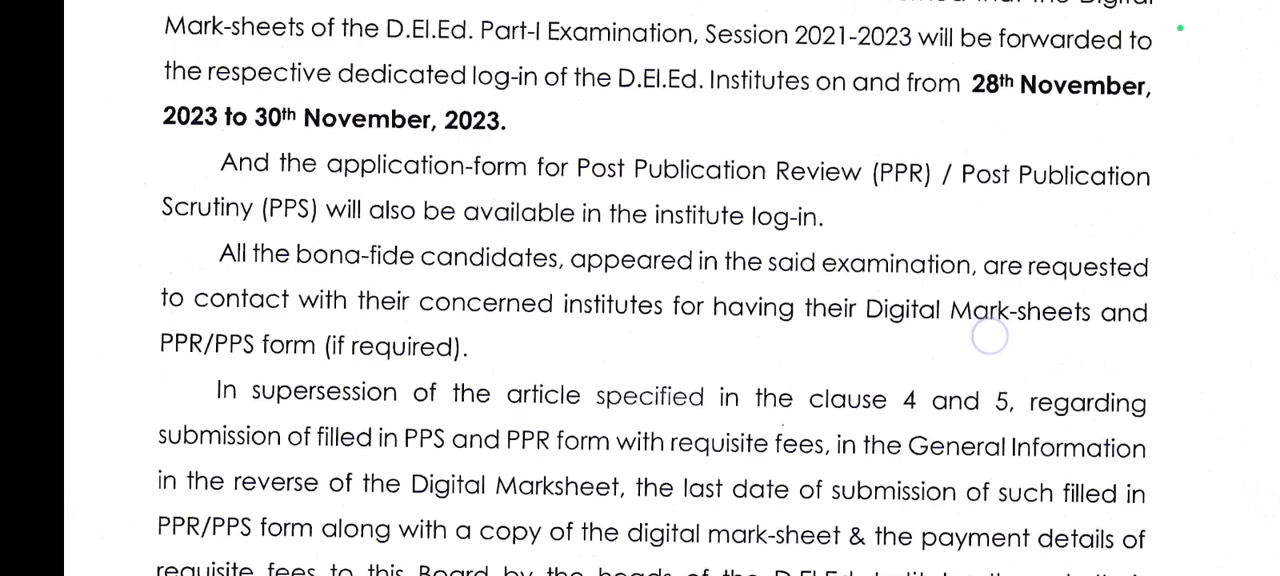 Mark-sheets of the D.El.Ed. Part-I Examination, Session 2021-2023 will be forwarded to
the respective dedicated log-in of the D.El.Ed. Institutes on and from 28th November,
2023 to 30th November, 2023.
And the application-form for Post Publication Review (PPR) / Post Publication
Scrutiny (PPS) will also be available in the institute log-in.
All the bona-fide candidates, appeared in the said examination, are requested
to contact with their concerned institutes for having their Digital Mark-sheets and
PPR/PPS form (if required).
In supersession of the article specified in the clause 4 and 5, regarding
submission of filled in PPS and PPR form with requisite fees, in the General Information
in the reverse of the Digital Marksheet, the last date of submission of such filled in
PPR/PPS form along with a copy of the digital mark-sheet & the payment details of
requisite fees to this Board by the heads of the D.El.Ed.